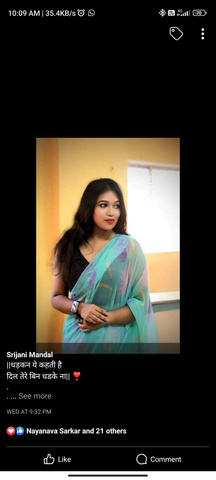 10:09 AM | 35.4KB/s
Srijani Mandal
||धड़कन ये कहती है
दिल तेरे बिन धडके ना|| ❣️
.
. ... See more
WED AT 9:32 PM
Nayanava Sarkar and 21 others
Like
Comment